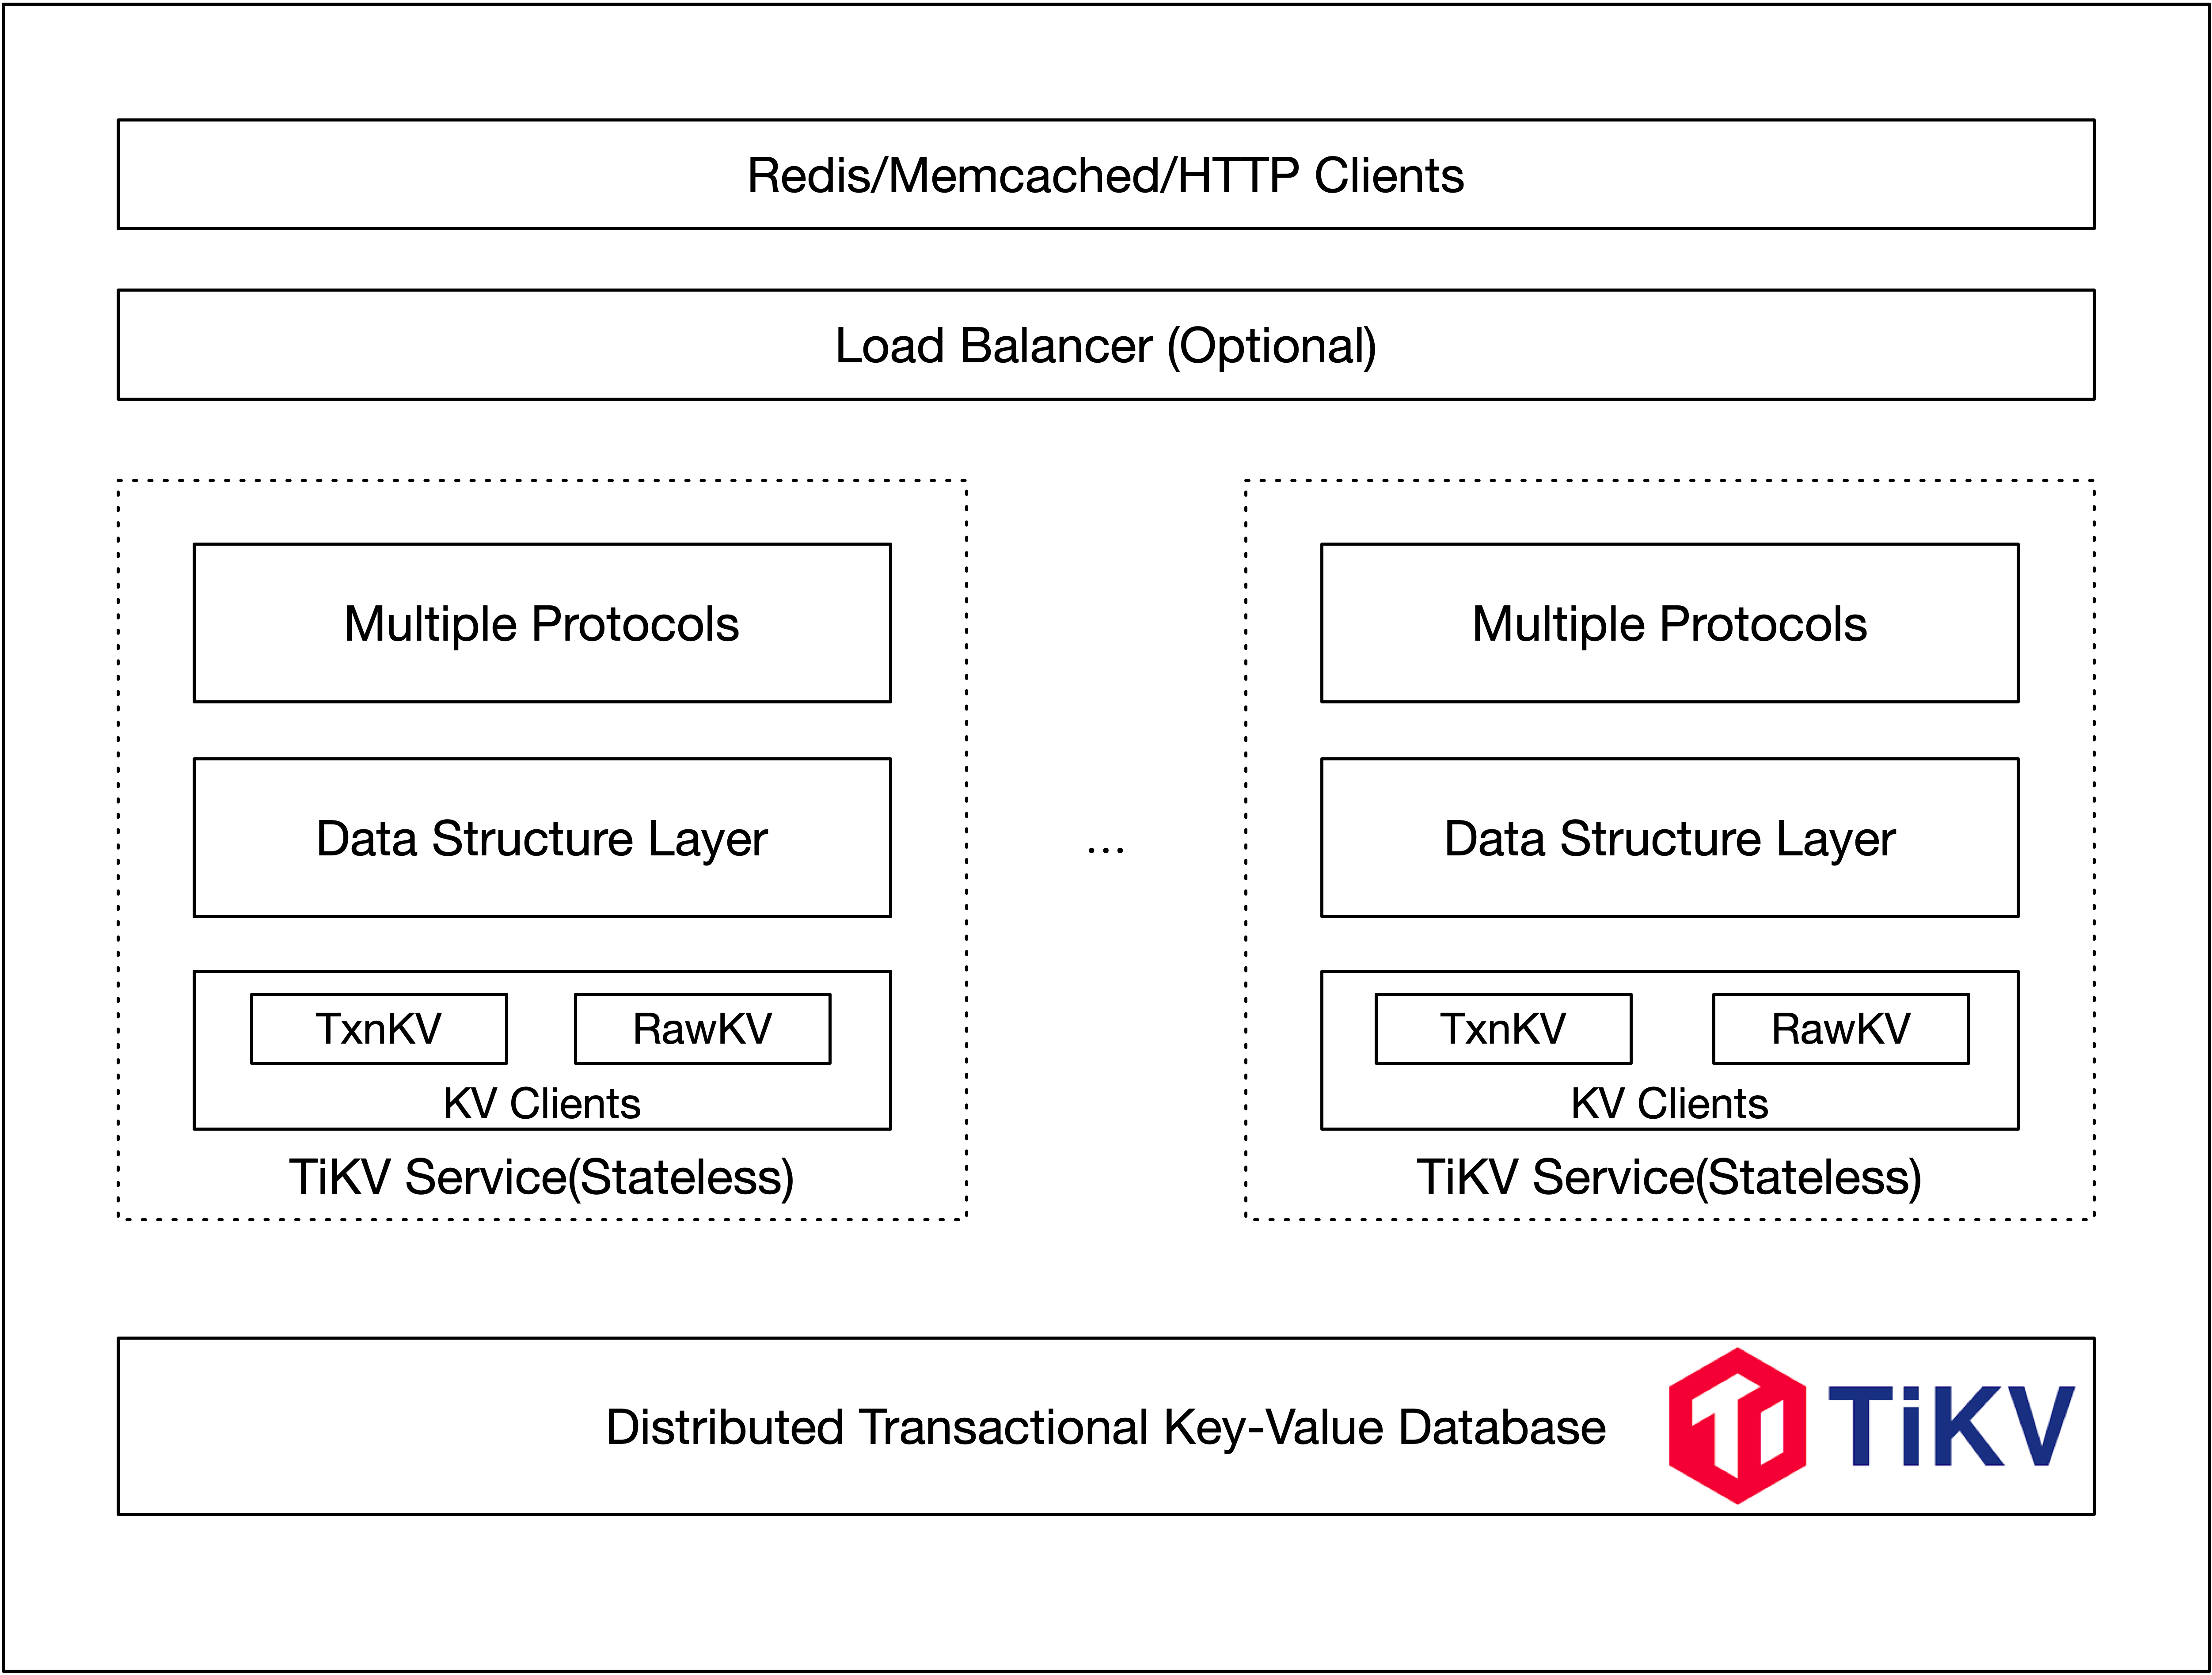 Redis/Memcached/HTTP Clients
Load Balancer (Optional)
Multiple Protocols
Data Structure Layer
TxnKV
RawKV
KV Clients
TiKV Service(Stateless)
...
Multiple Protocols
Data Structure Layer
TxnKV
RawKV
KV Clients
TiKV Service(Stateless)
Distributed Transactional Key-Value Database
TiKV